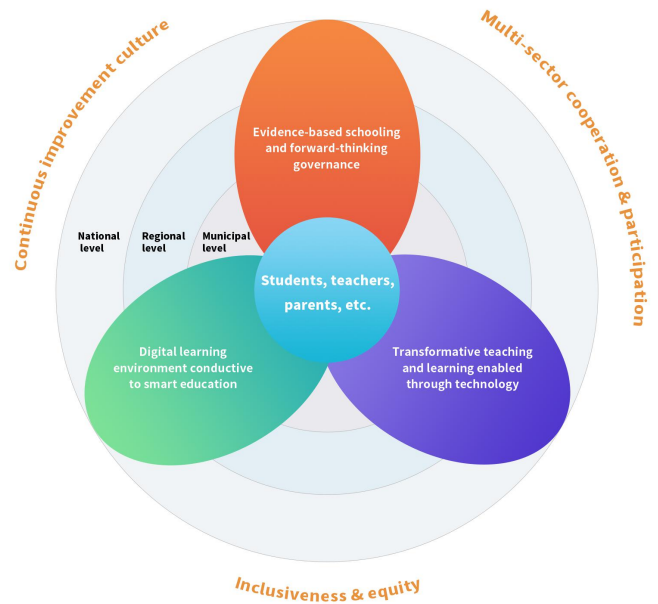 Continuous improvement culture
Multi-sector cooperation & participation
Evidence-based schooling
and forward-thinking
governance
National
level
Regional
level
Municipal
level
Students, teachers,
parents, etc.
Digital learning
environment conductive
to smart education
Transformative teaching
and learning enabled
through technology
Inclusiveness & equity